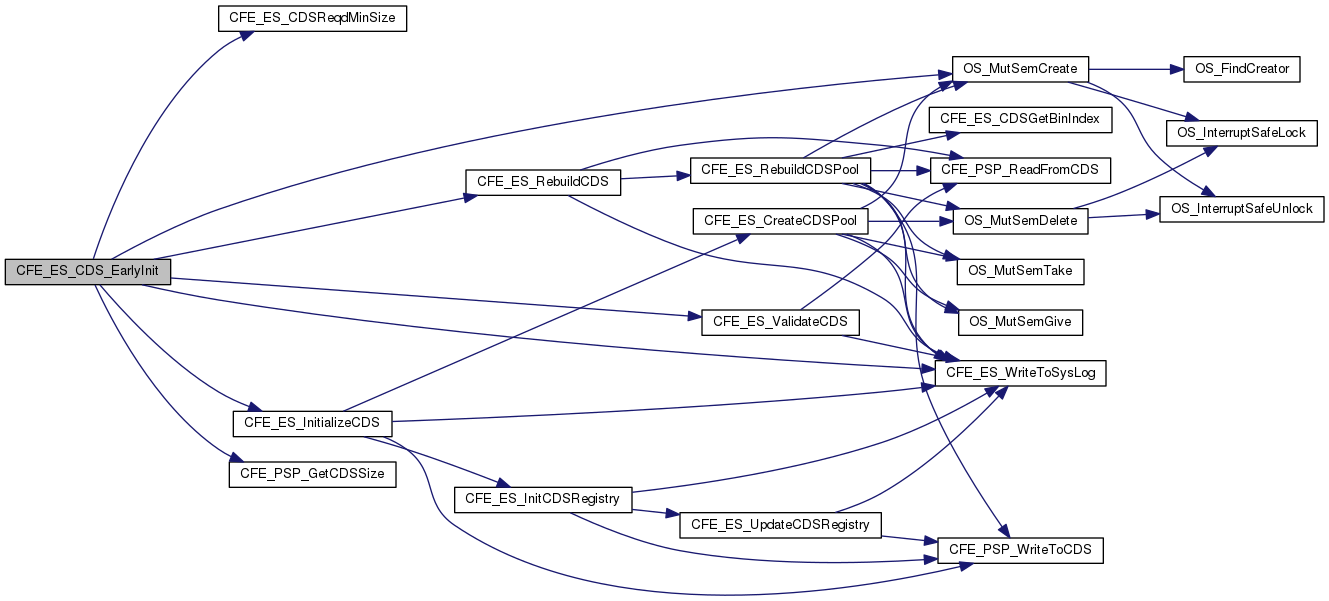 CFE_ES_CDSReqdMinSize
OS_MutSemCreate
OS_FindCreator
CFE_ES_CDSGetBinIndex
OS_InterruptSafeLock
CFE_ES_RebuildCDSPool
CFE_PSP_ReadFromCDS
CFE_ES_RebuildCDS
OS_InterruptSafeUnlock
CFE_ES_CreateCDSPool
OS_MutSemDelete
CFE_ES_CDS_EarlyInit
OS_MutSemTake
CFE_ES_ValidateCDS
OS_MutSemGive
CFE_ES_WriteToSysLog
CFE_ES_InitializeCDS
CFE_PSP_GetCDSSize
CFE_ES_InitCDSRegistry
CFE_ES_UpdateCDSRegistry
CFE_PSP_WriteToCDS